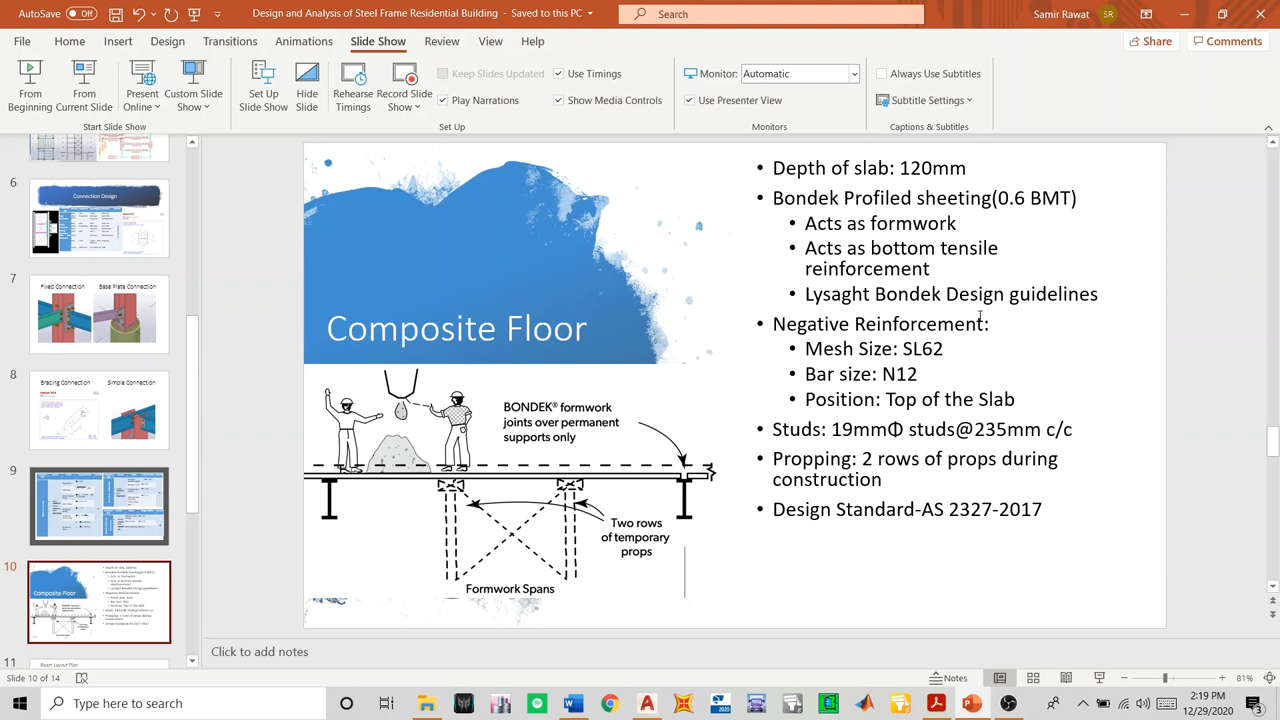 AutoSave Off
Design and Analysis of Steel Frame Residential Building - Saved to this PC
Search
Samir Rawat SR
File Home Insert Design Transitions Animations Slide Show Review View Help
Share Comments
From Beginning
From Current Slide
Present Online
Custom Slide Show
Set Up Slide Show
Hide Slide
Rehearse Timings
Record Slide Show
Keep Slides Updated
Use Timings
Play Narrations
Show Media Controls
Monitor: Automatic
Use Presenter View
Always Use Subtitles
Subtitle Settings
Start Slide Show
Set Up
Monitors
Captions & Subtitles
6
Connection Design
7
Fixed Connection Base Plate Connection
8
Bracing Connection Simple Connection
9
10
Composite Floor
11
Beam Layout Plan
Composite Floor
BONDEK® formwork
joints over permanent
supports only
Two rows
of temporary
props
Formwork Spans
• Depth of slab: 120mm
• Bondek Profiled sheeting(0.6 BMT)
• Acts as formwork
• Acts as bottom tensile
reinforcement
• Lysaght Bondek Design guidelines
• Negative Reinforcement:
• Mesh Size: SL62
• Bar size: N12
• Position: Top of the Slab
• Studs: 19mmΦ studs@235mm c/c
• Propping: 2 rows of props during
construction
• Design Standard-AS 2327-2017
Click to add notes
Slide 10 of 14
Notes
81%
Type here to search
2:19 PM
12/29/2020
3